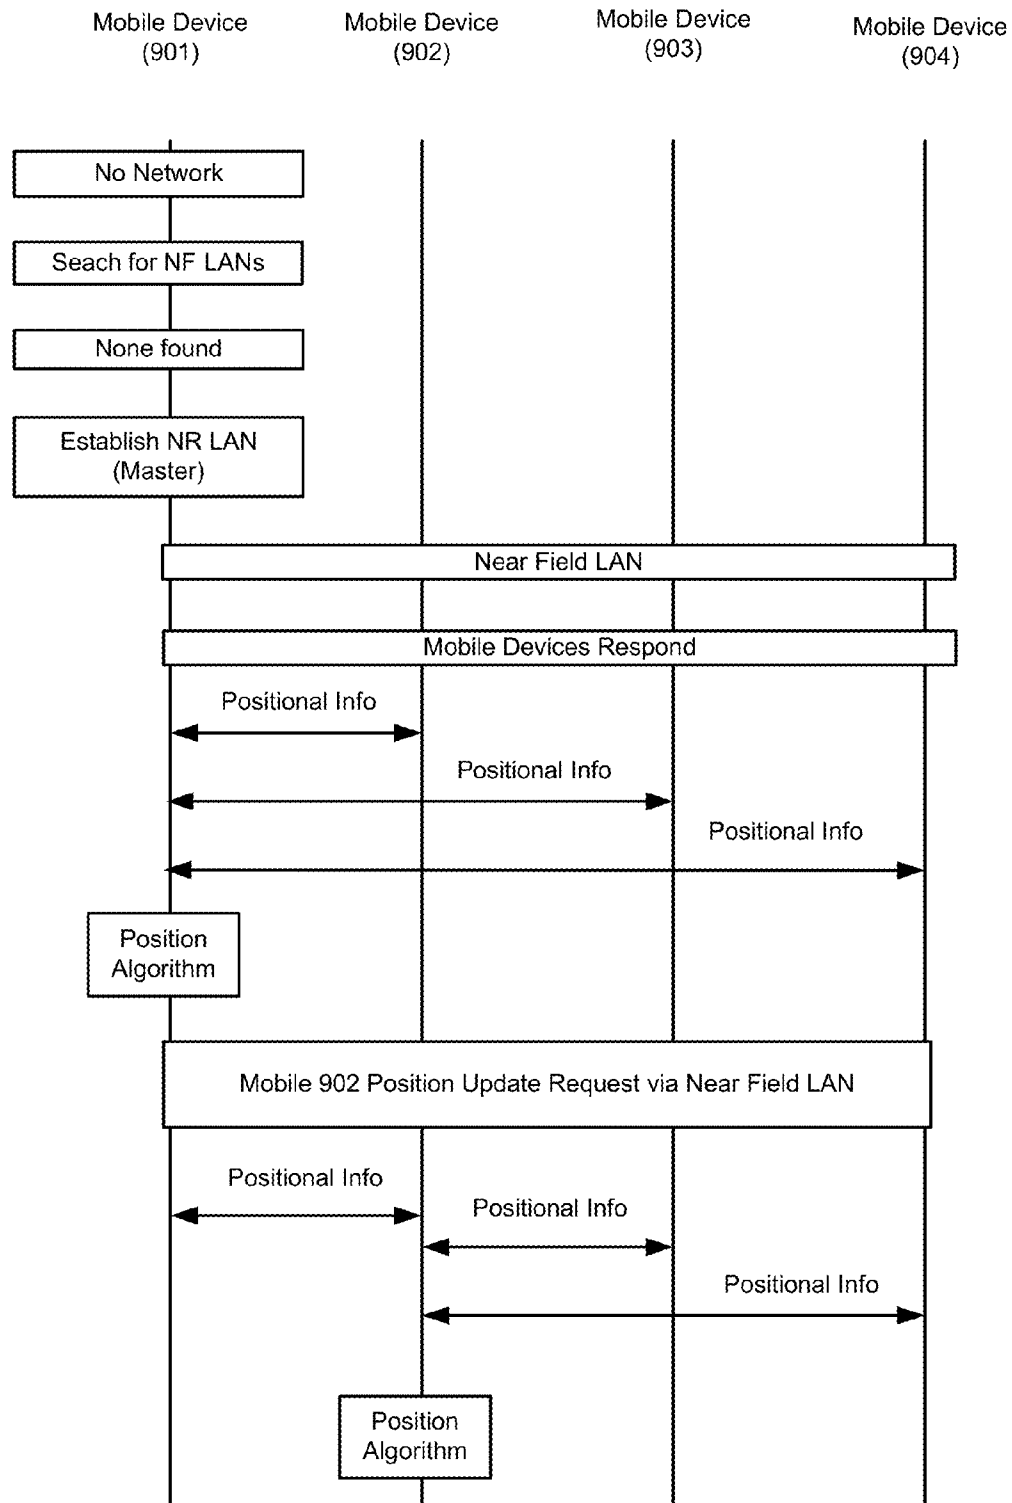 Mobile Device
(901)
Mobile Device
(902)
Mobile Device
(903)
Mobile Device
(904)
No Network
Seach for NF LANs
None found
Establish NR LAN
(Master)
Near Field LAN
Mobile Devices Respond
Positional Info
Positional Info
Positional Info
Position
Algorithm
Mobile 902 Position Update Request via Near Field LAN
Positional Info
Positional Info
Positional Info
Position
Algorithm